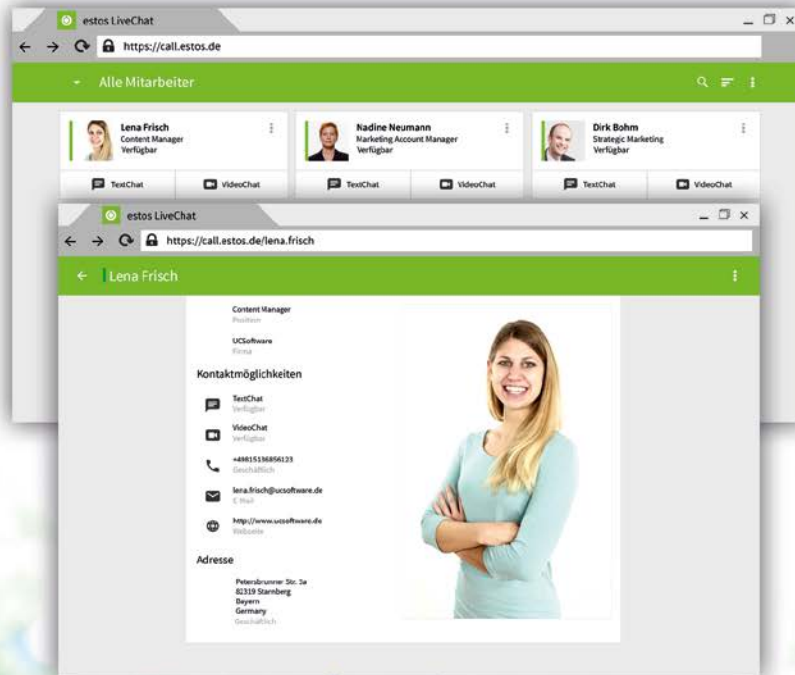 estos LiveChat
https://call.estos.de
Alle Mitarbeiter
Lena Frisch
Content Manager
Verfügbar
TextChat
VideoChat
Nadine Neumann
Marketing Account Manager
Verfügbar
TextChat
VideoChat
Dirk Bohm
Strategic Marketing
Verfügbar
TextChat
VideoChat
estos LiveChat
https://call.estos.de/lena.frisch
Lena Frisch
Content Manager
Position
UCSoftware
Firma
Kontaktmöglichkeiten
TextChat
Verfügbar
VideoChat
Verfügbar
+49815136856123
Geschäftlich
lena.frisch@ucsoftware.de
E-Mail
http://www.ucsoftware.de
Webseite
Adresse
Petersbrunner Str. 3a
82319 Starnberg
Bayern
Germany
Geschäftlich